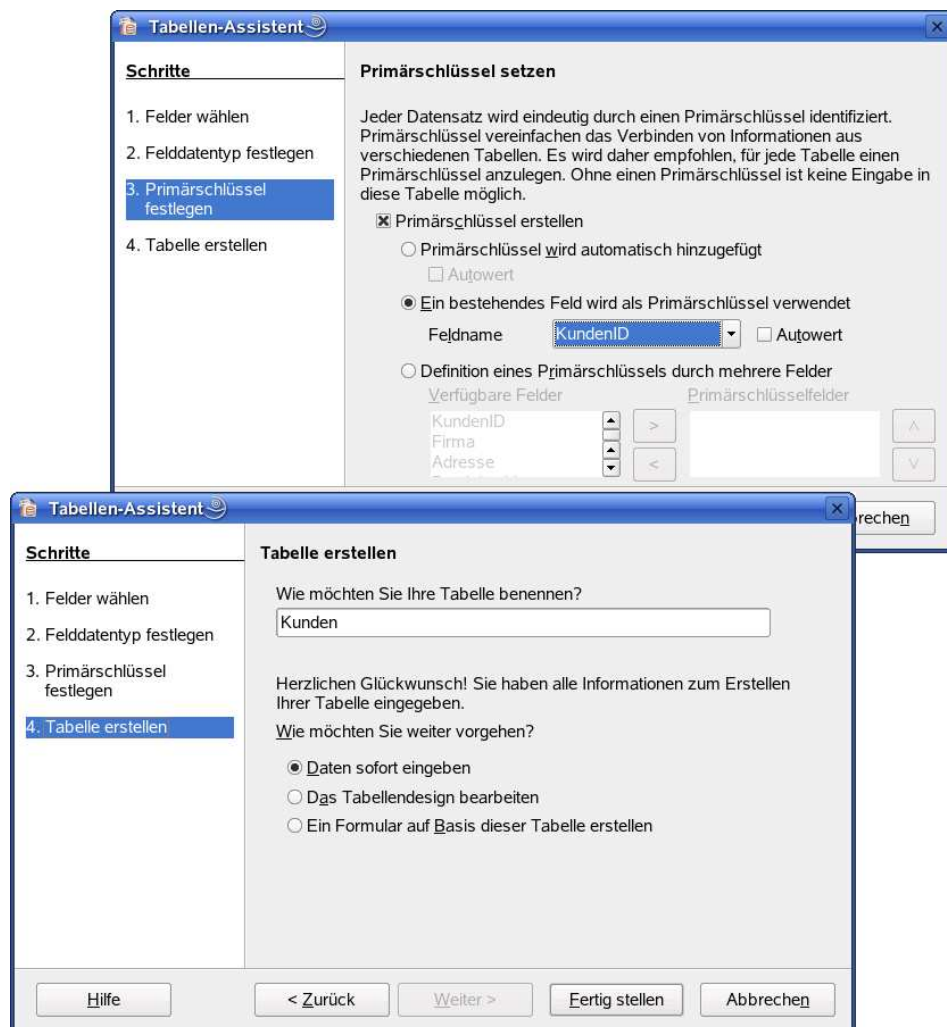 Tabellen-Assistent
Schritte
1. Felder wählen
2. Felddatentyp festlegen
3. Primärschlüssel
festlegen
4. Tabelle erstellen
Primärschlüssel setzen
Jeder Datensatz wird eindeutig durch einen Primärschlüssel identifiziert.
Primärschlüssel vereinfachen das Verbinden von Informationen aus
verschiedenen Tabellen. Es wird daher empfohlen, für jede Tabelle einen
Primärschlüssel anzulegen. Ohne einen Primärschlüssel ist keine Eingabe in
diese Tabelle möglich.
Primärschlüssel erstellen
Primärschlüssel wird automatisch hinzugefügt
Autowert
Ein bestehendes Feld wird als Primärschlüssel verwendet
Feldname KundenID Autowert
Definition eines Primärschlüssels durch mehrere Felder
Verfügbare Felder Primärschlüsselfelder
KundenID
Firma
Adresse
> 
<
brechen
Tabellen-Assistent
Schritte
1. Felder wählen
2. Felddatentyp festlegen
3. Primärschlüssel
festlegen
4. Tabelle erstellen
Tabelle erstellen
Wie möchten Sie Ihre Tabelle benennen?
Kunden
Herzlichen Glückwunsch! Sie haben alle Informationen zum Erstellen
Ihrer Tabelle eingegeben.
Wie möchten Sie weiter vorgehen?
Daten sofort eingeben
Das Tabellendesign bearbeiten
Ein Formular auf Basis dieser Tabelle erstellen
Hilfe < Zurück Weiter > Fertig stellen Abbrechen